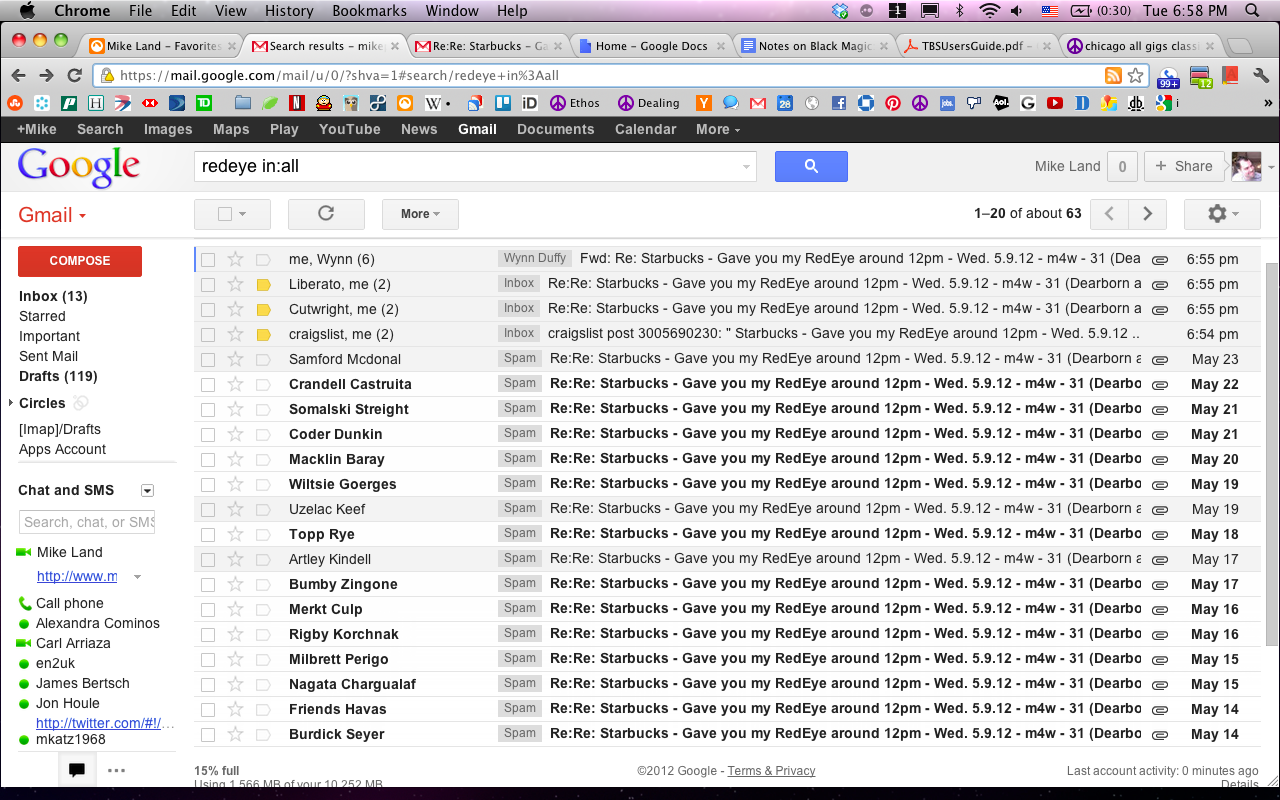 Chrome File Edit View History Bookmarks Window Help (0:30) Tue 6:58 PM
Mike Land – Favorites Search results – mike Re:Re: Starbucks – Ga Home – Google Docs Notes on Black Magic TBSUsersGuide.pdf – chicago all gigs class
https://mail.google.com/mail/u/0/?shva=1#search/redeye+in%3Aall 99+ 12
H TD N W iD Ethos Dealing Y 28 f Aol. G db g i »
+Mike Search Images Maps Play YouTube News Gmail Documents Calendar More
Google redeye in:all Mike Land 0 + Share
Gmail More 1–20 of about 63
COMPOSE
Inbox (13)
Starred
Important
Sent Mail
Drafts (119)
Circles
[Imap]/Drafts
Apps Account
Chat and SMS
Search, chat, or SMS
Mike Land
http://www.m
Call phone
Alexandra Cominos
Carl Arriaza
en2uk
James Bertsch
Jon Houle
http://twitter.com/#!/...
mkatz1968
me, Wynn (6) Wynn Duffy Fwd: Re: Starbucks - Gave you my RedEye around 12pm - Wed. 5.9.12 - m4w - 31 (Dea 6:55 pm
Liberato, me (2) Inbox Re:Re: Starbucks - Gave you my RedEye around 12pm - Wed. 5.9.12 - m4w - 31 (Dearborn a 6:55 pm
Cutwright, me (2) Inbox Re:Re: Starbucks - Gave you my RedEye around 12pm - Wed. 5.9.12 - m4w - 31 (Dearborn a 6:55 pm
craigslist, me (2) Inbox craigslist post 3005690230: " Starbucks - Gave you my RedEye around 12pm - Wed. 5.9.12 .. 6:54 pm
Samford Mcdonal Spam Re:Re: Starbucks - Gave you my RedEye around 12pm - Wed. 5.9.12 - m4w - 31 (Dearborn a May 23
Crandell Castruita Spam Re:Re: Starbucks - Gave you my RedEye around 12pm - Wed. 5.9.12 - m4w - 31 (Dearbo May 22
Somalski Streight Spam Re:Re: Starbucks - Gave you my RedEye around 12pm - Wed. 5.9.12 - m4w - 31 (Dearbo May 21
Coder Dunkin Spam Re:Re: Starbucks - Gave you my RedEye around 12pm - Wed. 5.9.12 - m4w - 31 (Dearbo May 21
Macklin Baray Spam Re:Re: Starbucks - Gave you my RedEye around 12pm - Wed. 5.9.12 - m4w - 31 (Dearbo May 20
Wiltsie Goerges Spam Re:Re: Starbucks - Gave you my RedEye around 12pm - Wed. 5.9.12 - m4w - 31 (Dearbo May 19
Uzelac Keef Spam Re:Re: Starbucks - Gave you my RedEye around 12pm - Wed. 5.9.12 - m4w - 31 (Dearborn a May 19
Topp Rye Spam Re:Re: Starbucks - Gave you my RedEye around 12pm - Wed. 5.9.12 - m4w - 31 (Dearbo May 18
Artley Kindell Spam Re:Re: Starbucks - Gave you my RedEye around 12pm - Wed. 5.9.12 - m4w - 31 (Dearborn a May 17
Bumby Zingone Spam Re:Re: Starbucks - Gave you my RedEye around 12pm - Wed. 5.9.12 - m4w - 31 (Dearbo May 17
Merkt Culp Spam Re:Re: Starbucks - Gave you my RedEye around 12pm - Wed. 5.9.12 - m4w - 31 (Dearbo May 16
Rigby Korchnak Spam Re:Re: Starbucks - Gave you my RedEye around 12pm - Wed. 5.9.12 - m4w - 31 (Dearbo May 16
Milbrett Perigo Spam Re:Re: Starbucks - Gave you my RedEye around 12pm - Wed. 5.9.12 - m4w - 31 (Dearbo May 15
Nagata Chargualaf Spam Re:Re: Starbucks - Gave you my RedEye around 12pm - Wed. 5.9.12 - m4w - 31 (Dearbo May 15
Friends Havas Spam Re:Re: Starbucks - Gave you my RedEye around 12pm - Wed. 5.9.12 - m4w - 31 (Dearbo May 14
Burdick Seyer Spam Re:Re: Starbucks - Gave you my RedEye around 12pm - Wed. 5.9.12 - m4w - 31 (Dearbo May 14
15% full ©2012 Google - Terms & Privacy Last account activity: 0 minutes ago
Using 1,566 MB of your 10,252 MB Details